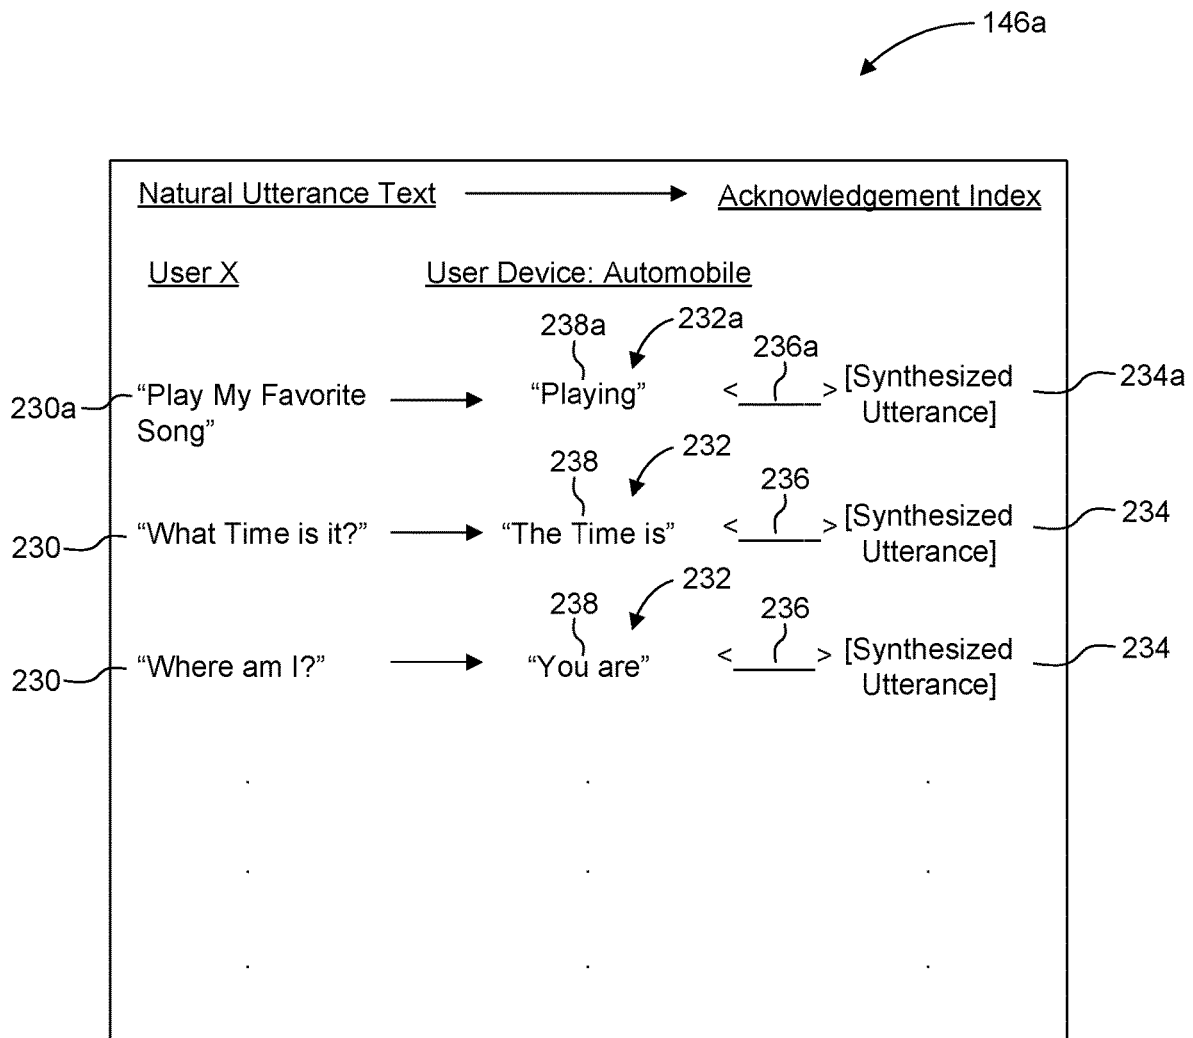 146a
Natural Utterance Text Acknowledgement Index
User X User Device: Automobile
238a 232a
236a
230a “Play My Favorite “Playing” < > [Synthesized 234a
Song” Utterance]
238 232
236
230 “What Time is it?” “The Time is” < > [Synthesized 234
Utterance]
238 232
236
230 “Where am I?” “You are” < > [Synthesized 234
Utterance]
. . .
. . .
. . .